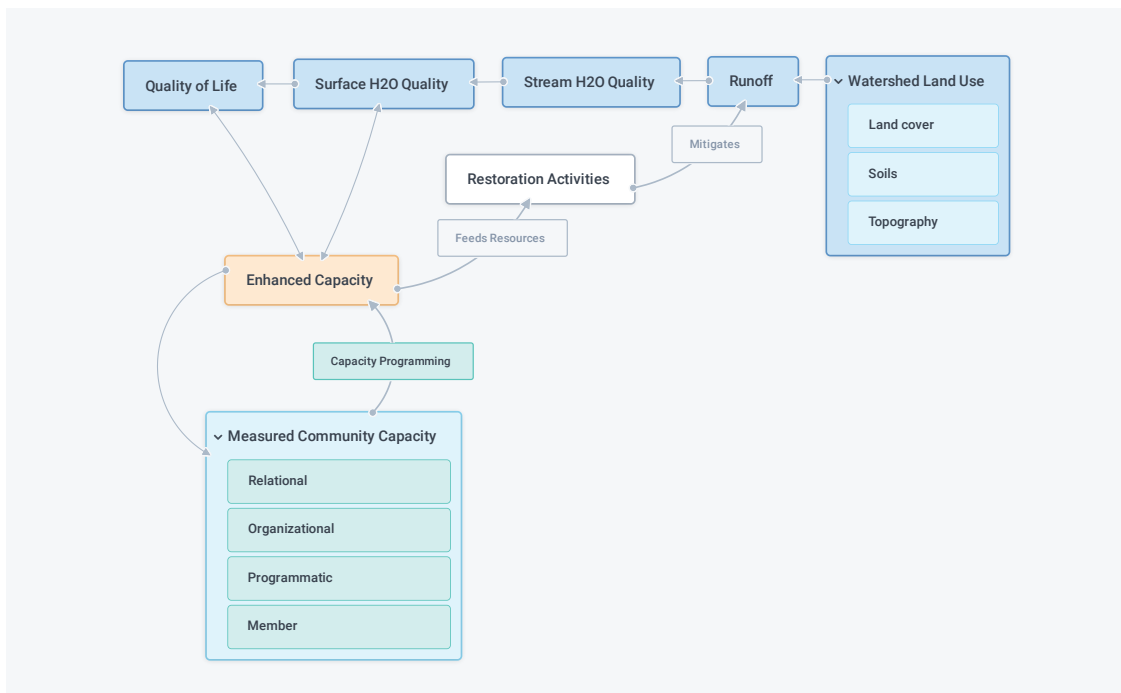 Quality of Life
Surface H2O Quality
Stream H2O Quality
Runoff
Watershed Land Use
Land cover
Soils
Topography
Mitigates
Restoration Activities
Feeds Resources
Enhanced Capacity
Capacity Programming
Measured Community Capacity
Relational
Organizational
Programmatic
Member